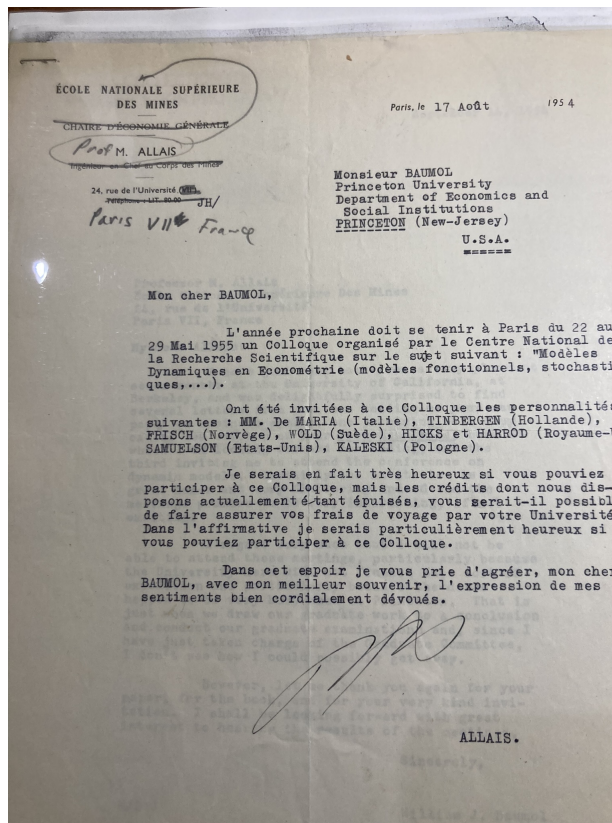 ÉCOLE NATIONALE SUPÉRIEURE
DES MINES
CHAIRE D'ÉCONOMIE GÉNÉRALE
Prof M. ALLAIS
Ingénieur en Chef au Corps des Mines
24, rue de l'Université (VIIe)
Téléphone : LIT. 80-00 JH/
Paris VII France
Paris, le 17 Août 1954
Monsieur BAUMOL
Princeton University
Department of Economics and
Social Institutions
PRINCETON (New-Jersey)
U.S.A.
Mon cher BAUMOL,
L'année prochaine doit se tenir à Paris du 22 au
29 Mai 1955 un Colloque organisé par le Centre National de
la Recherche Scientifique sur le sujet suivant : "Modèles
Dynamiques en Econométrie (modèles fonctionnels, stochasti
ques,...).
Ont été invitées à ce Colloque les personnalités
suivantes : MM. De MARIA (Italie), TINBERGEN (Hollande),
FRISCH (Norvège), WOLD (Suède), HICKS et HARROD (Royaume-
SAMUELSON (Etats-Unis), KALESKI (Pologne).
Je serais en fait très heureux si vous pouviez
participer à ce Colloque, mais les crédits dont nous dis-
posons actuellement étant épuisés, vous serait-il possibl
de faire assurer vos frais de voyage par votre Université
Dans l'affirmative je serais particulièrement heureux si
vous pouviez participer à ce Colloque.
Dans cet espoir je vous prie d'agréer, mon cher
BAUMOL, avec mon meilleur souvenir, l'expression de mes
sentiments bien cordialement dévoués.
ALLAIS.